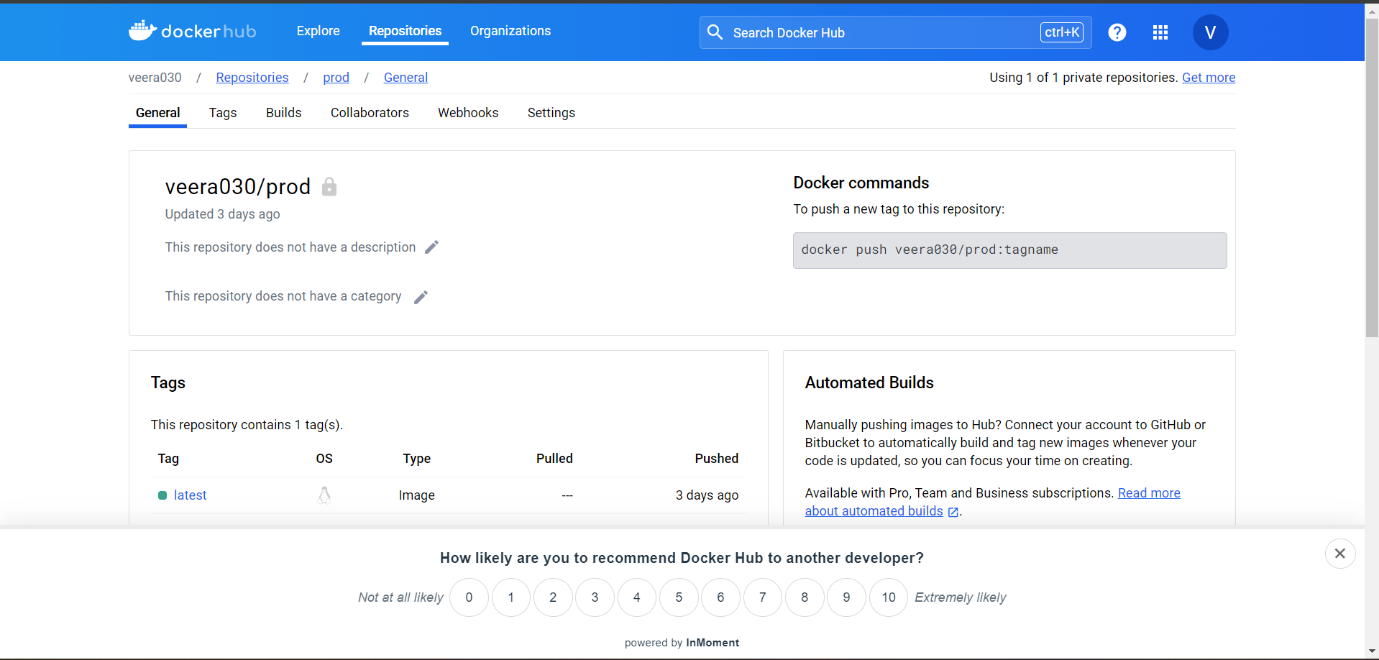 dockerhub Explore Repositories Organizations Search Docker Hub ctrl+K ? V
veera030 / Repositories / prod / General Using 1 of 1 private repositories. Get more
General Tags Builds Collaborators Webhooks Settings
veera030/prod
Updated 3 days ago
This repository does not have a description
This repository does not have a category
Docker commands
To push a new tag to this repository:
docker push veera030/prod:tagname
Tags
This repository contains 1 tag(s).
Tag OS Type Pulled Pushed
latest Image --- 3 days ago
Automated Builds
Manually pushing images to Hub? Connect your account to GitHub or
Bitbucket to automatically build and tag new images whenever your
code is updated, so you can focus your time on creating.
Available with Pro, Team and Business subscriptions. Read more
about automated builds .
How likely are you to recommend Docker Hub to another developer?
Not at all likely 0 1 2 3 4 5 6 7 8 9 10 Extremely likely
powered by InMoment